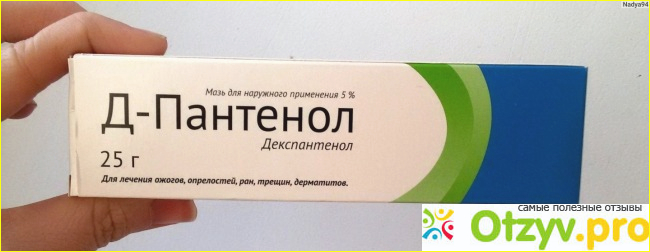 Nadya94
Мазь для наружного применения 5 %
Д-Пантенол
Декспантенол
25 г
Для лечения ожогов, опрелостей, ран, трещин, дерматитов.
самые полезные отзывы
Otzyv.pro